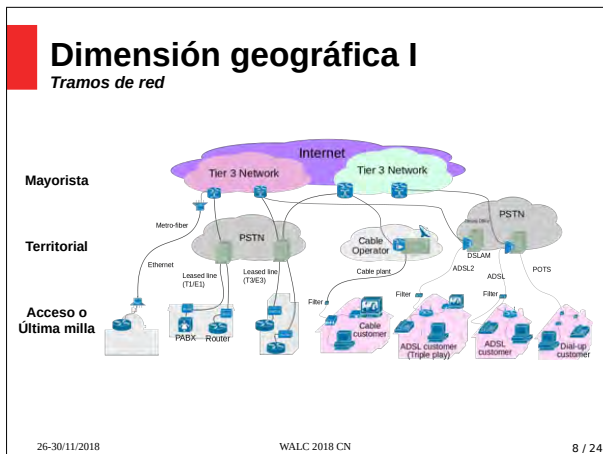 Dimensión geográfica I
Tramos de red
Internet
Tier 3 Network
Tier 3 Network
Mayorista
Metro-fiber
PSTN
PSTN
Territorial
Cable
Operator
DSLAM
Ethernet
Leased line
(T1/E1)
Leased line
(T3/E3)
Cable plant
ADSL2
ADSL
POTS
Filter
Filter
Filter
Acceso o
Última milla
PABX
Router
Cable
customer
ADSL customer
(Triple play)
ADSL
customer
Dial-up
customer
26-30/11/2018
WALC 2018 CN
8 / 24